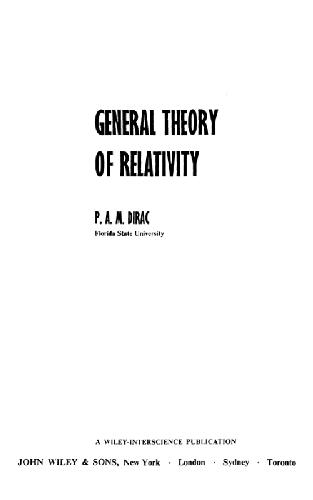 GENERAL THEORY
OF RELATIVITY
P. A. M. DIRAC
Florida State University
A WILEY-INTERSCIENCE PUBLICATION
JOHN WILEY & SONS, New York · London · Sydney · Toronto